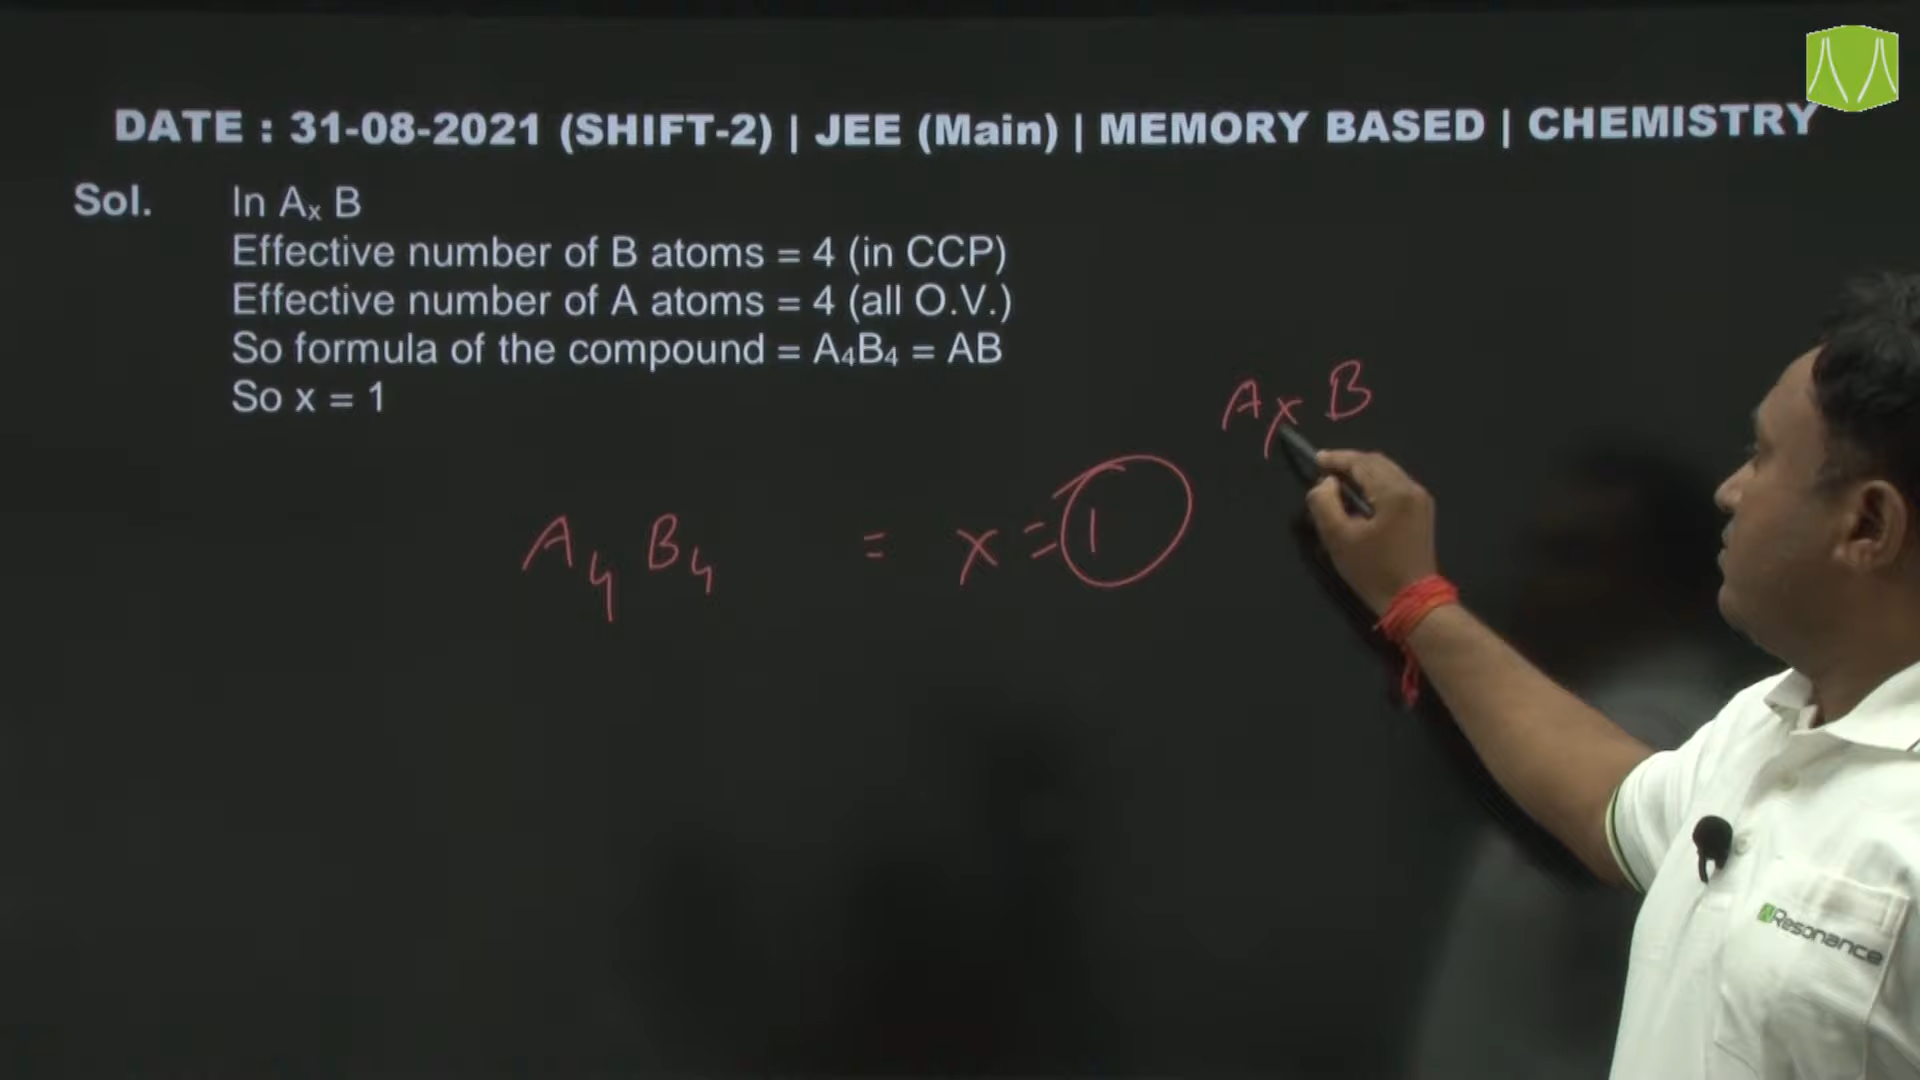 DATE : 31-08-2021 (SHIFT-2) | JEE (Main) | MEMORY BASED | CHEMISTRY
Sol. In Aₓ B
Effective number of B atoms = 4 (in CCP)
Effective number of A atoms = 4 (all O.V.)
So formula of the compound = A₄B₄ = AB
So x = 1
Aₓ B
A₄ B₄ = x = 1
Resonance